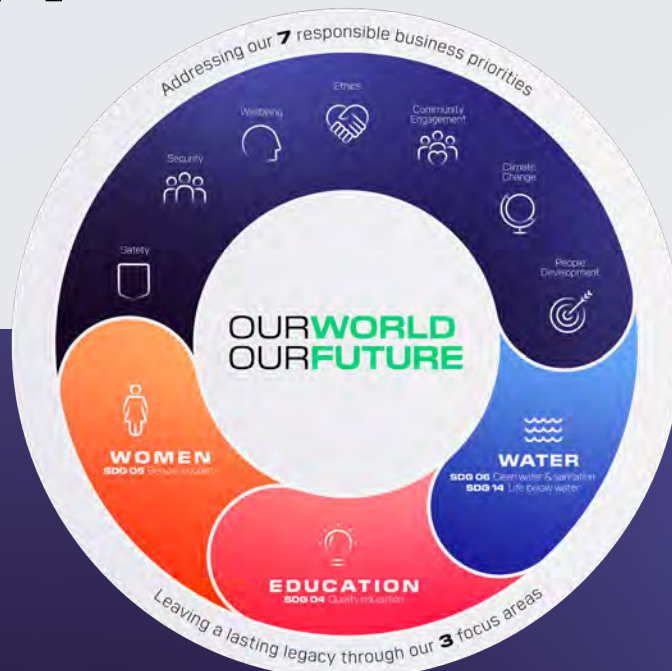 Addressing our 7 responsible business priorities
Safety
Security
Wellbeing
Ethics
Community
Engagement
Climate
Change
People
Development
OURWORLD
OURFUTURE
WOMEN
SDG 05 Gender equality
EDUCATION
SDG 04 Quality education
WATER
SDG 06 Clean water & sanitation
SDG 14 Life below water
Leaving a lasting legacy through our 3 focus areas